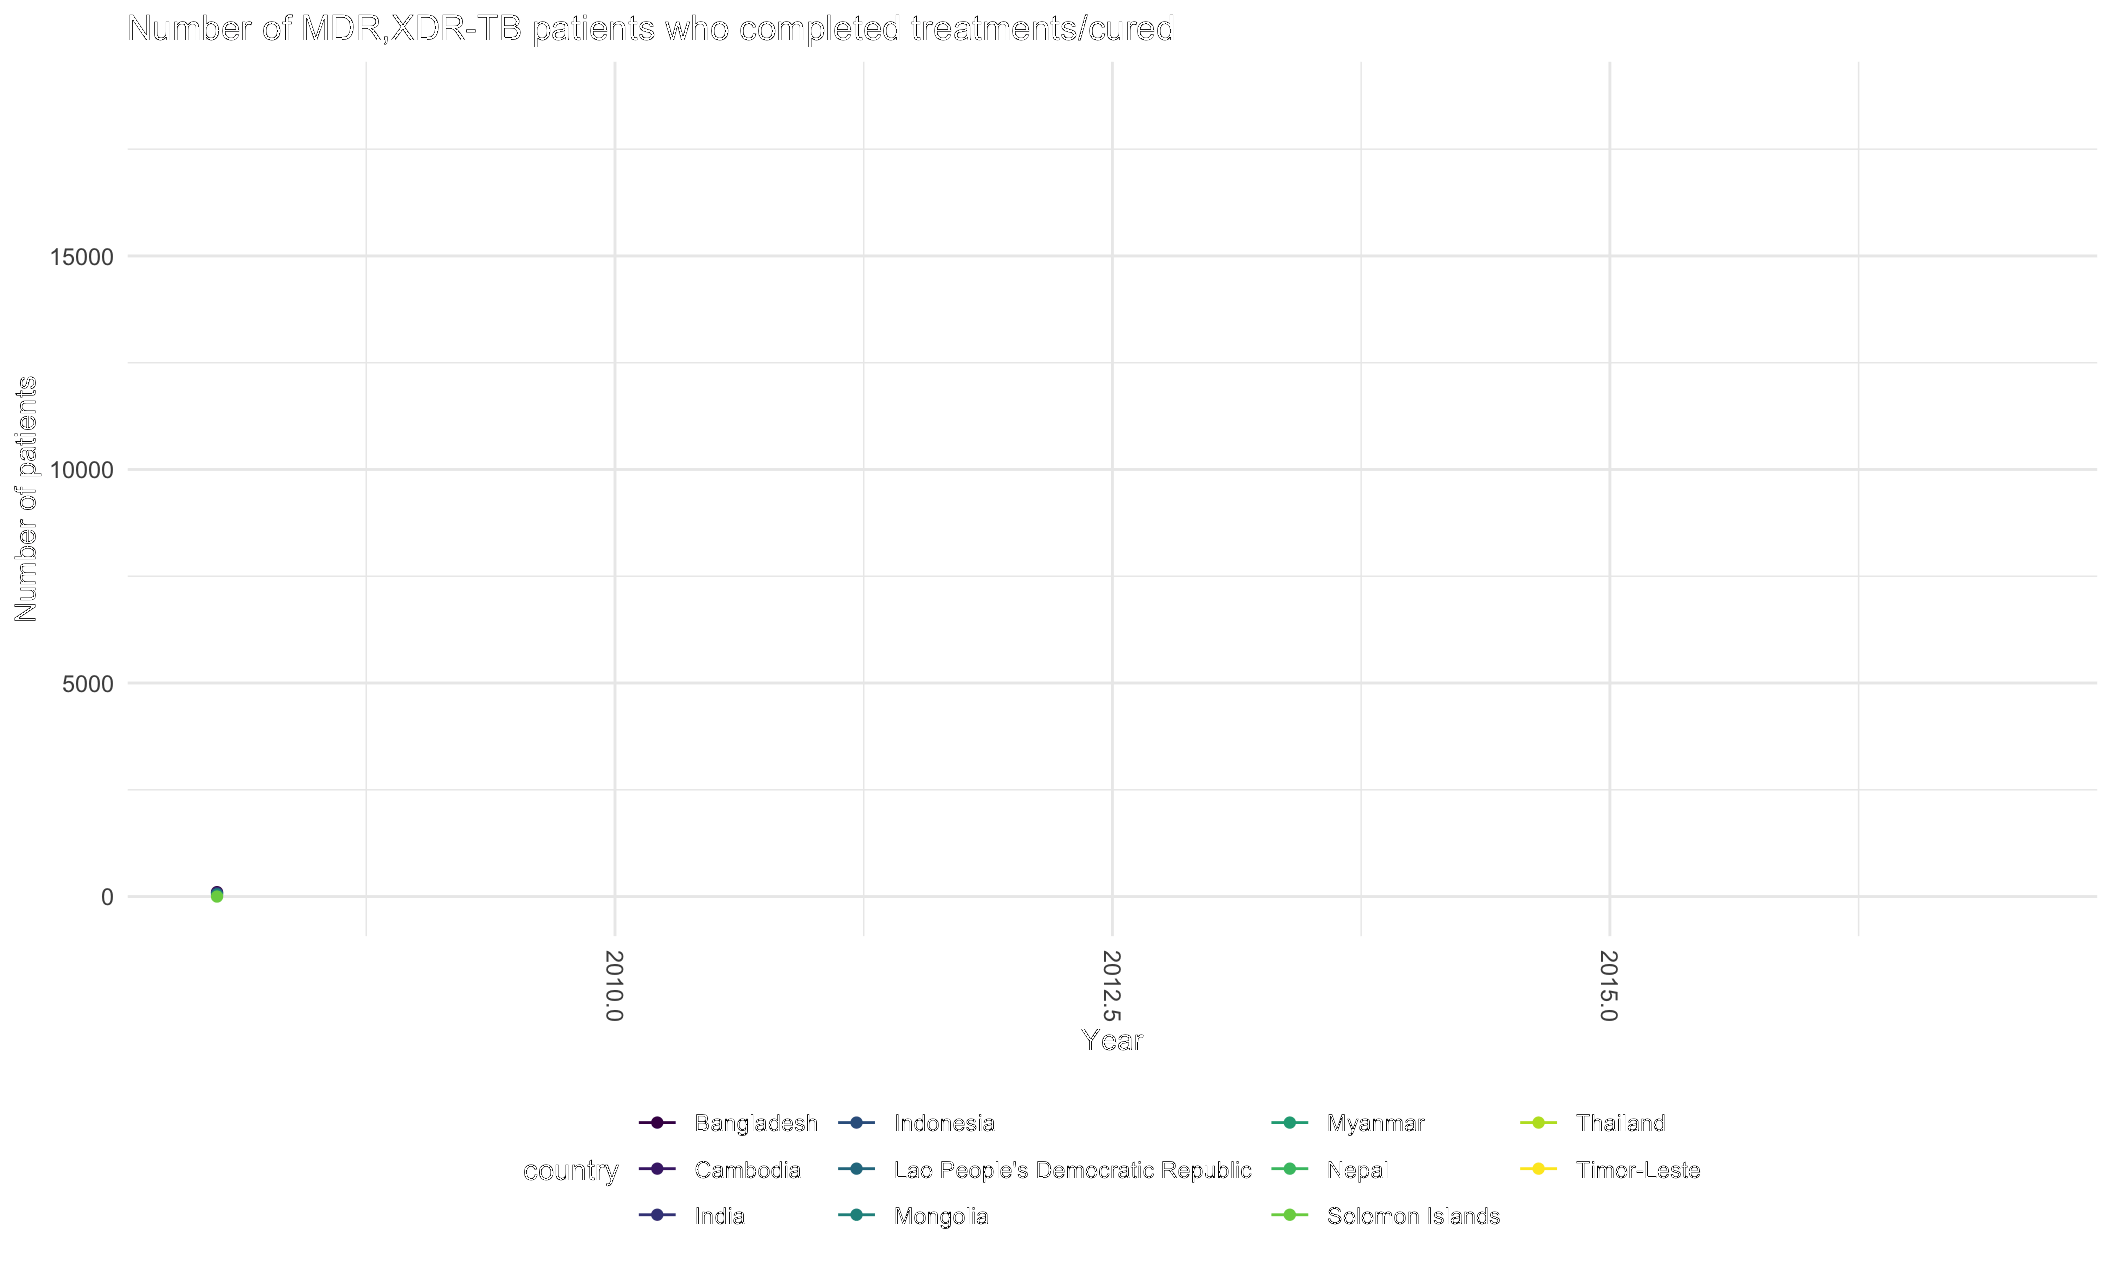 Number of MDR,XDR-TB patients who completed treatments/cured
Number of patients
15000
10000
5000
0
2010.0
2012.5
2015.0
Year
country
Bangladesh
Cambodia
India
Indonesia
Lao People's Democratic Republic
Mongolia
Myanmar
Nepal
Solomon Islands
Thailand
Timor-Leste